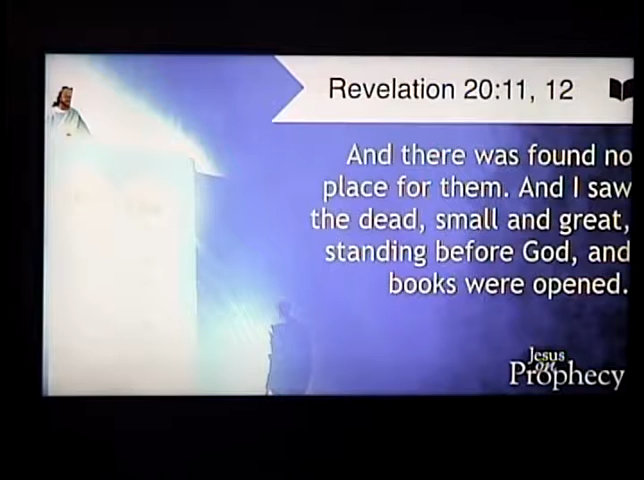 Revelation 20:11, 12
And there was found no
place for them. And I saw
the dead, small and great,
standing before God, and
books were opened.
Jesus
on
Prophecy